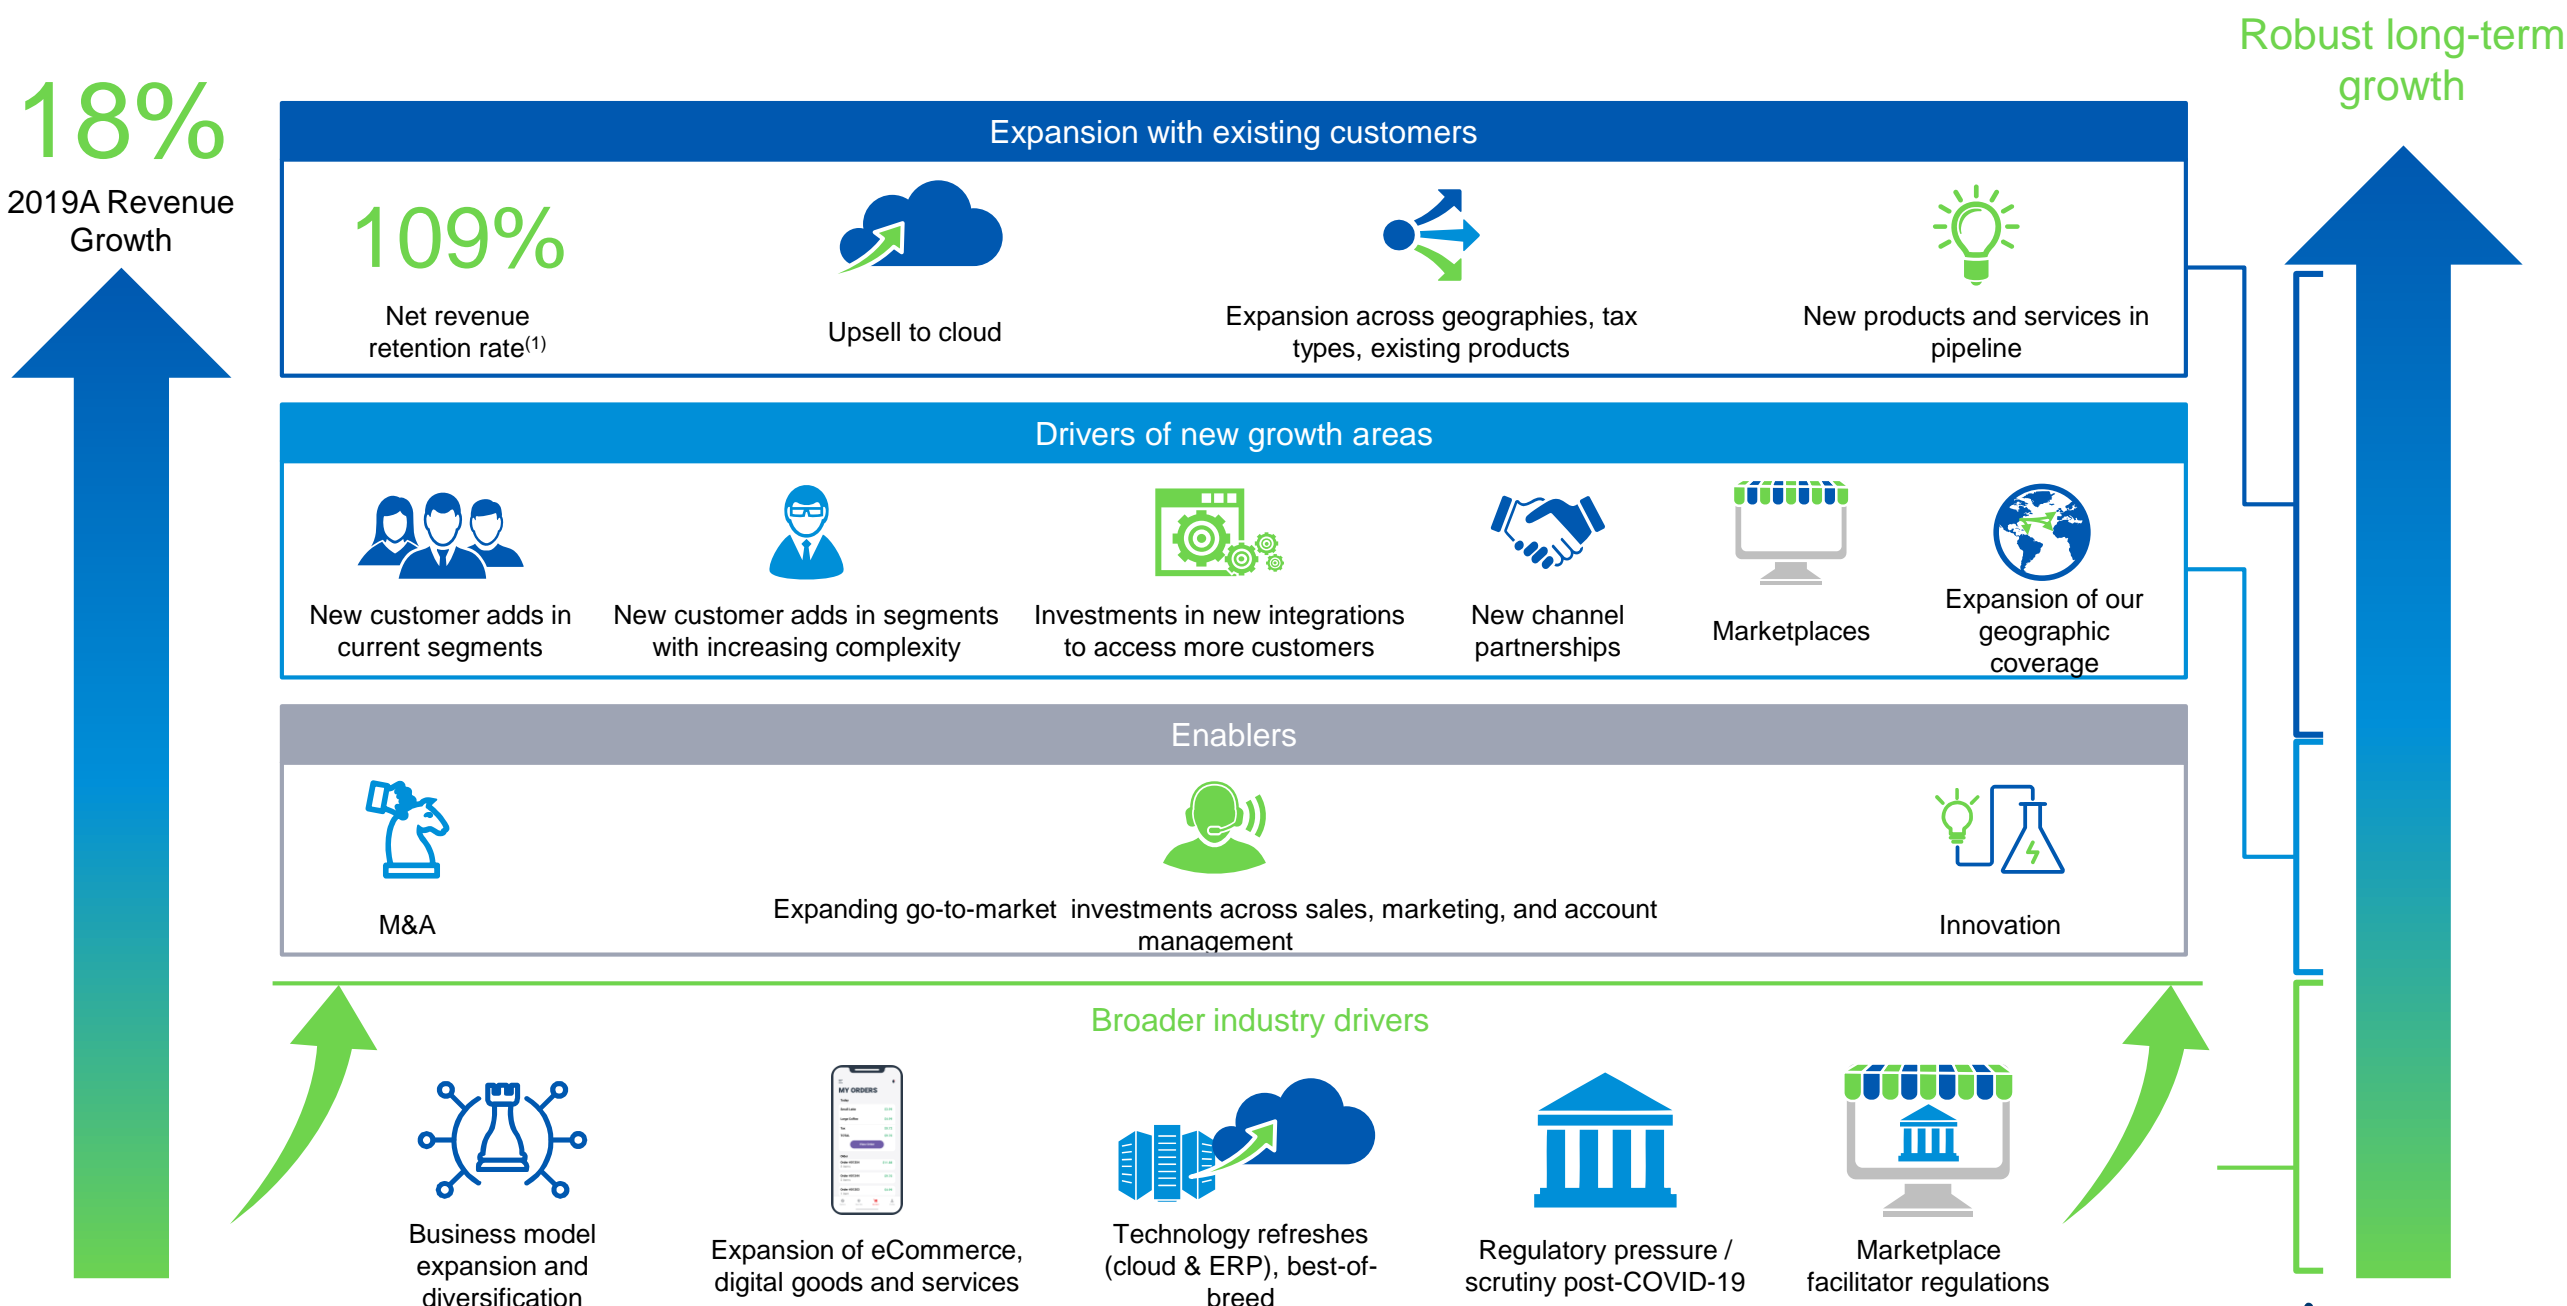 Robust long-term
growth
18%
2019A Revenue
Growth
Expansion with existing customers
109%
Net revenue
retention rate(1)
Upsell to cloud
Expansion across geographies, tax
types, existing products
New products and services in
pipeline
Drivers of new growth areas
New customer adds in
current segments
New customer adds in segments
with increasing complexity
Investments in new integrations
to access more customers
New channel
partnerships
Marketplaces
Expansion of our
geographic
coverage
Enablers
M&A
Expanding go-to-market investments across sales, marketing, and account
management
Innovation
Broader industry drivers
MY ORDERS
Business model
expansion and
diversification
Expansion of eCommerce,
digital goods and services
Technology refreshes
(cloud & ERP), best-of-
breed
Regulatory pressure /
scrutiny post-COVID-19
Marketplace
facilitator regulations